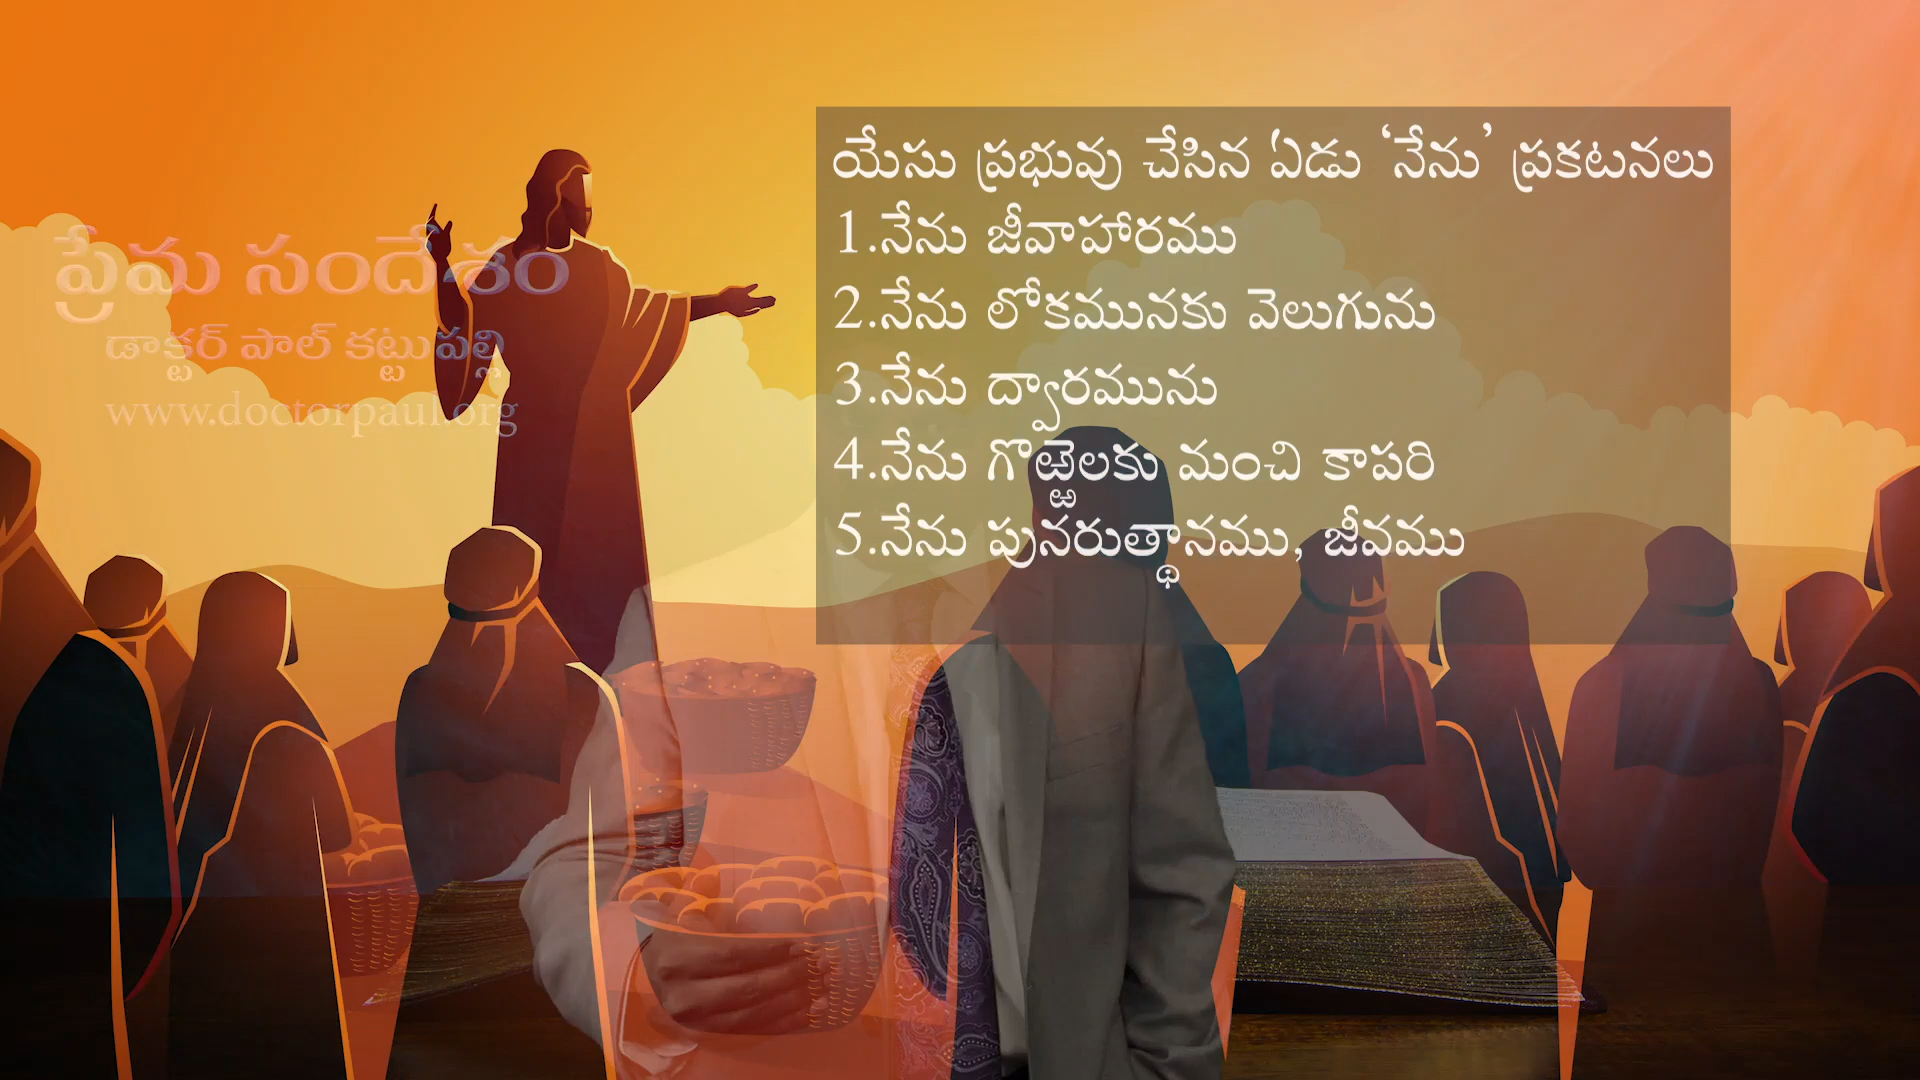 ప్రేమ సందేశం
డాక్టర్ పాల్ కట్టుపల్లి
www.doctorpaul.org
యేసు ప్రభువు చేసిన ఏడు ‘నేను’ ప్రకటనలు
1.నేను జీవాహారము
2.నేను లోకమునకు వెలుగును
3.నేను ద్వారమును
4.నేను గొఱ్ఱెలకు మంచి కాపరి
5.నేను పునరుత్థానము, జీవము